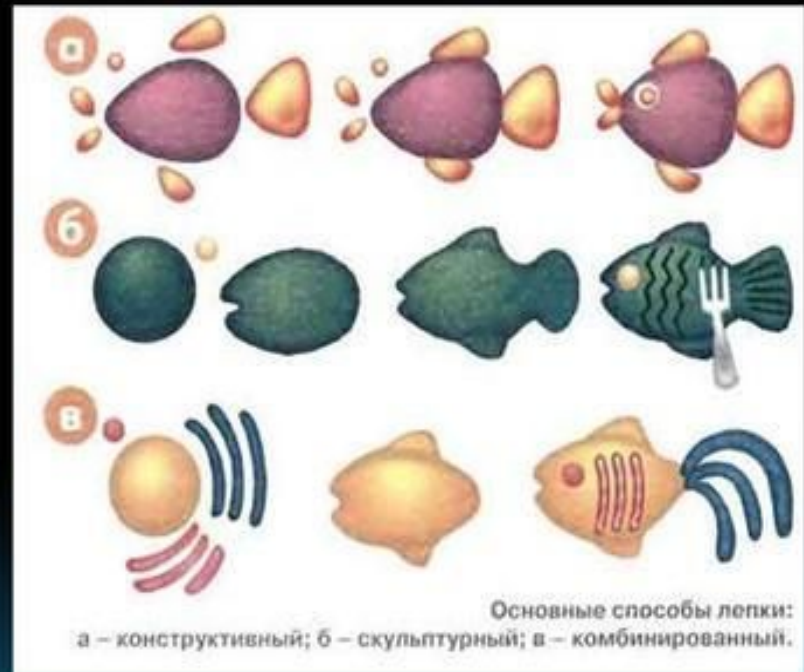 а
б
в
Основные способы лепки:
а – конструктивный; б – скульптурный; в – комбинированный.